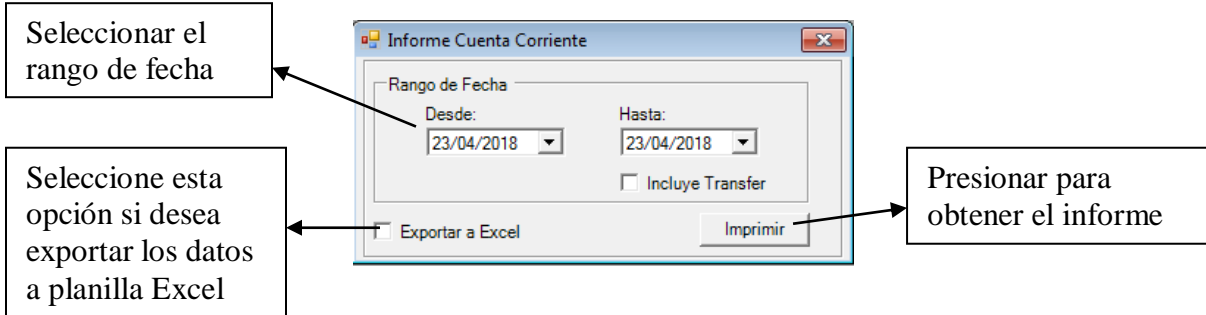 Seleccionar el
rango de fecha
Informe Cuenta Corriente
Rango de Fecha
Desde:
Hasta:
23/04/2018
23/04/2018
Incluye Transfer
Exportar a Excel
Imprimir
Seleccione esta
opción si desea
exportar los datos
a planilla Excel
Presionar para
obtener el informe